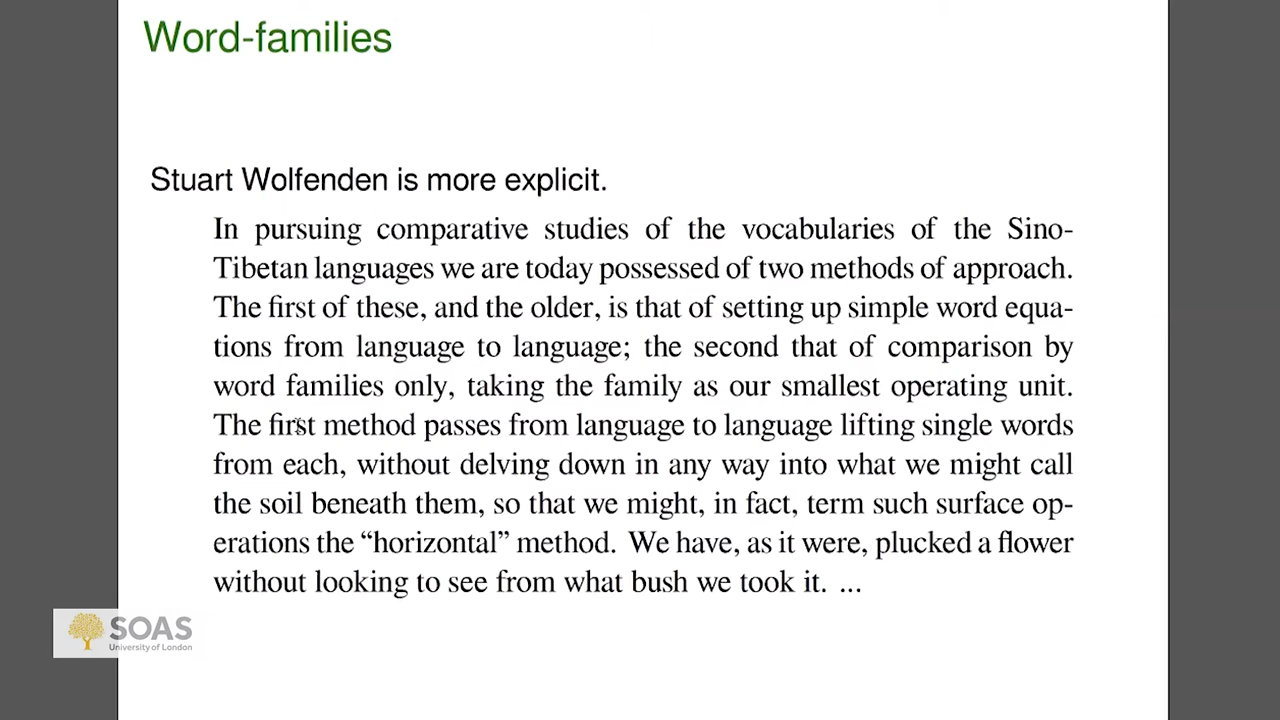 Word-families
Stuart Wolfenden is more explicit.
In pursuing comparative studies of the vocabularies of the Sino-
Tibetan languages we are today possessed of two methods of approach.
The first of these, and the older, is that of setting up simple word equa-
tions from language to language; the second that of comparison by
word families only, taking the family as our smallest operating unit.
The first method passes from language to language lifting single words
from each, without delving down in any way into what we might call
the soil beneath them, so that we might, in fact, term such surface op-
erations the “horizontal” method. We have, as it were, plucked a flower
without looking to see from what bush we took it. ...
SOAS
University of London